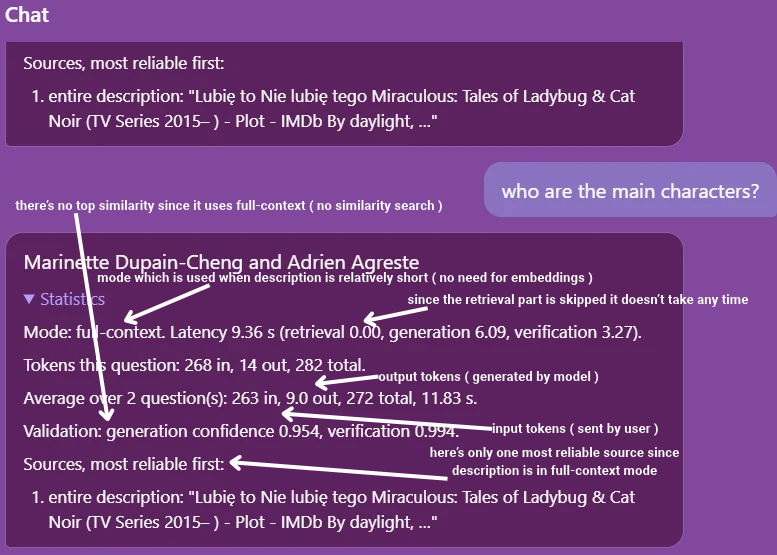 Chat
Sources, most reliable first:
1. entire description: "Lubię to Nie lubię tego Miraculous: Tales of Ladybug & Cat
Noir (TV Series 2015– ) - Plot - IMDb By daylight, ..."
who are the main characters?
there's no top similarity since it uses full-context ( no similarity search )
Marinette Dupain-Cheng and Adrien Agreste
mode which is used when description is relatively short ( no need for embeddings )
▼ Statistics
since the retrieval part is skipped it doesn't take any time
Mode: full-context. Latency 9.36 s (retrieval 0.00, generation 6.09, verification 3.27).
Tokens this question: 268 in, 14 out, 282 total.
output tokens ( generated by model )
Average over 2 question(s): 263 in, 9.0 out, 272 total, 11.83 s.
input tokens ( sent by user )
Validation: generation confidence 0.954, verification 0.994.
here's only one most reliable source since
description is in full-context mode
Sources, most reliable first:
1. entire description: "Lubię to Nie lubię tego Miraculous: Tales of Ladybug & Cat
Noir (TV Series 2015– ) - Plot - IMDb By daylight, ..."